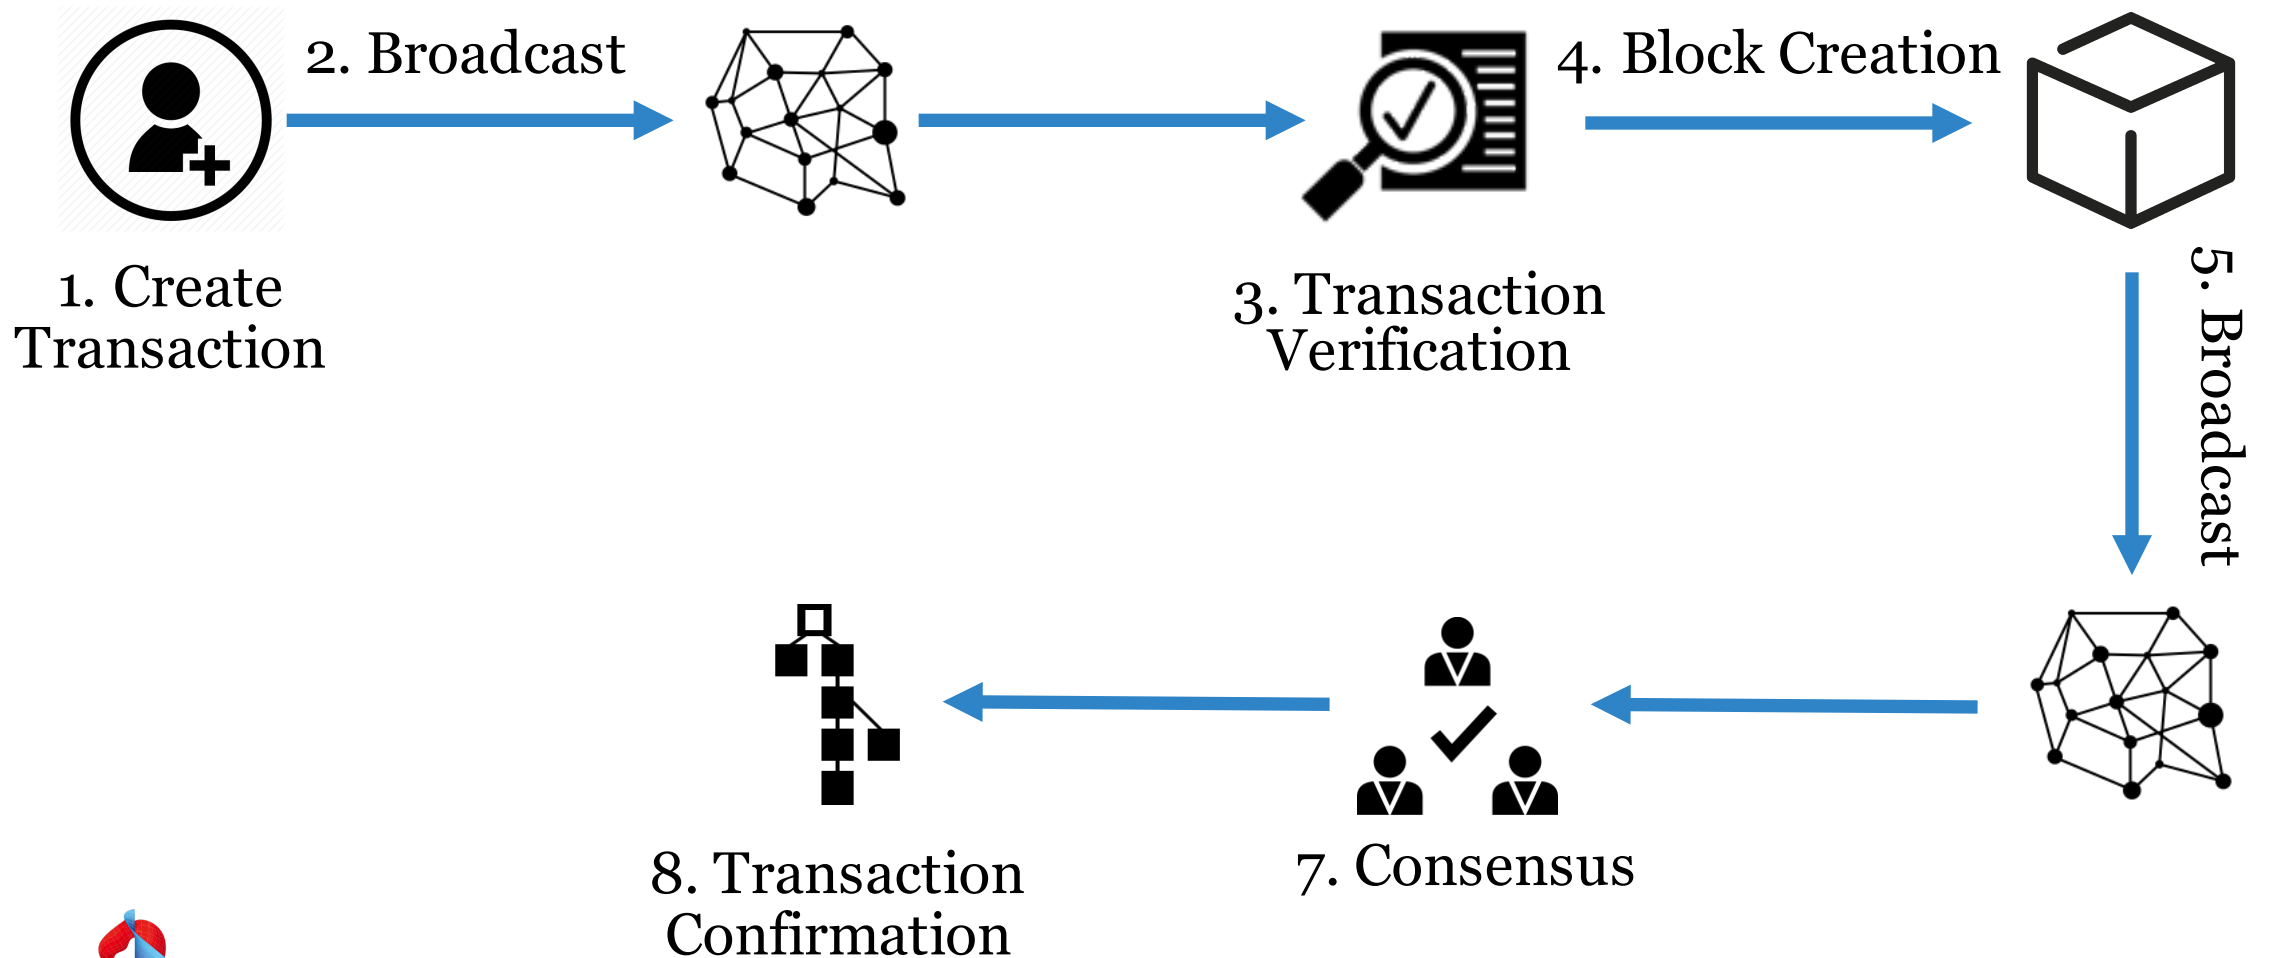 2. Broadcast
4. Block Creation
1. Create
Transaction
3. Transaction
Verification
5. Broadcast
7. Consensus
8. Transaction
Confirmation